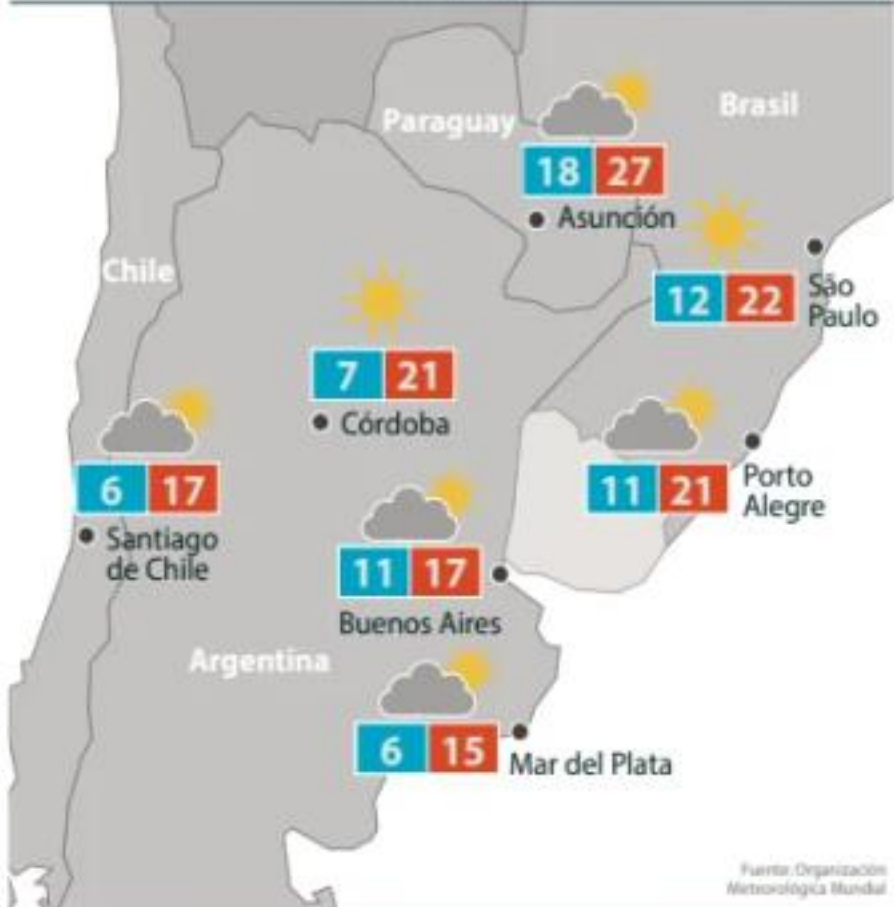 Paraguay
Brasil
18 27
Asunción
Chile
12 22
São
Paulo
7 21
Córdoba
6 17
Santiago
de Chile
11 21
Porto
Alegre
11 17
Buenos Aires
Argentina
6 15
Mar del Plata
Fuente: Organización
Meteorológica Mundial